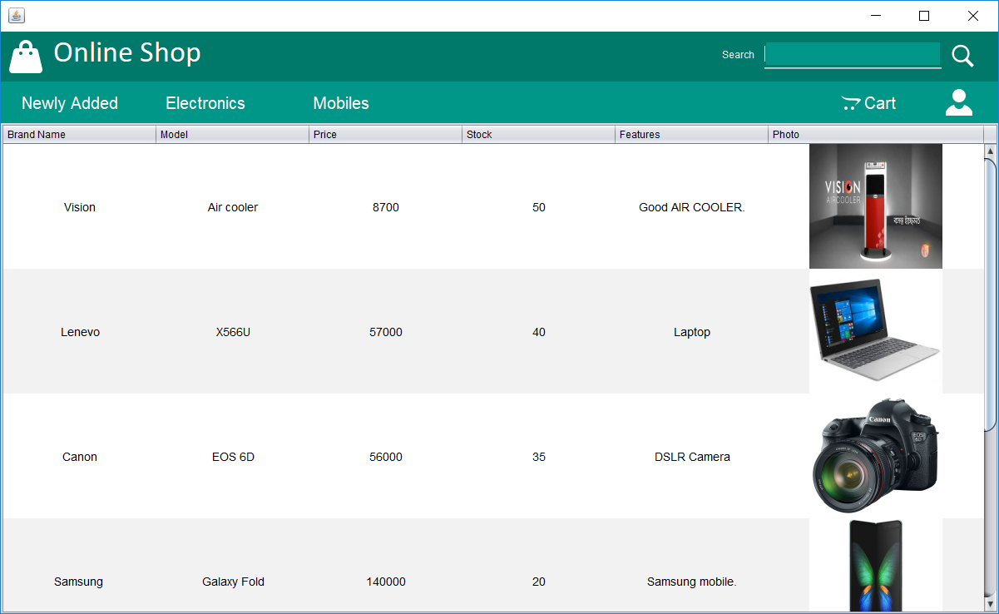 Online Shop
Search
Newly Added Electronics Mobiles Cart
Brand Name Model Price Stock Features Photo
Vision Air cooler 8700 50 Good AIR COOLER.
VISION
AIRCOOLER
Lenevo X566U 57000 40 Laptop
Canon EOS 6D 56000 35 DSLR Camera
Canon
EOS
6D
Samsung Galaxy Fold 140000 20 Samsung mobile.